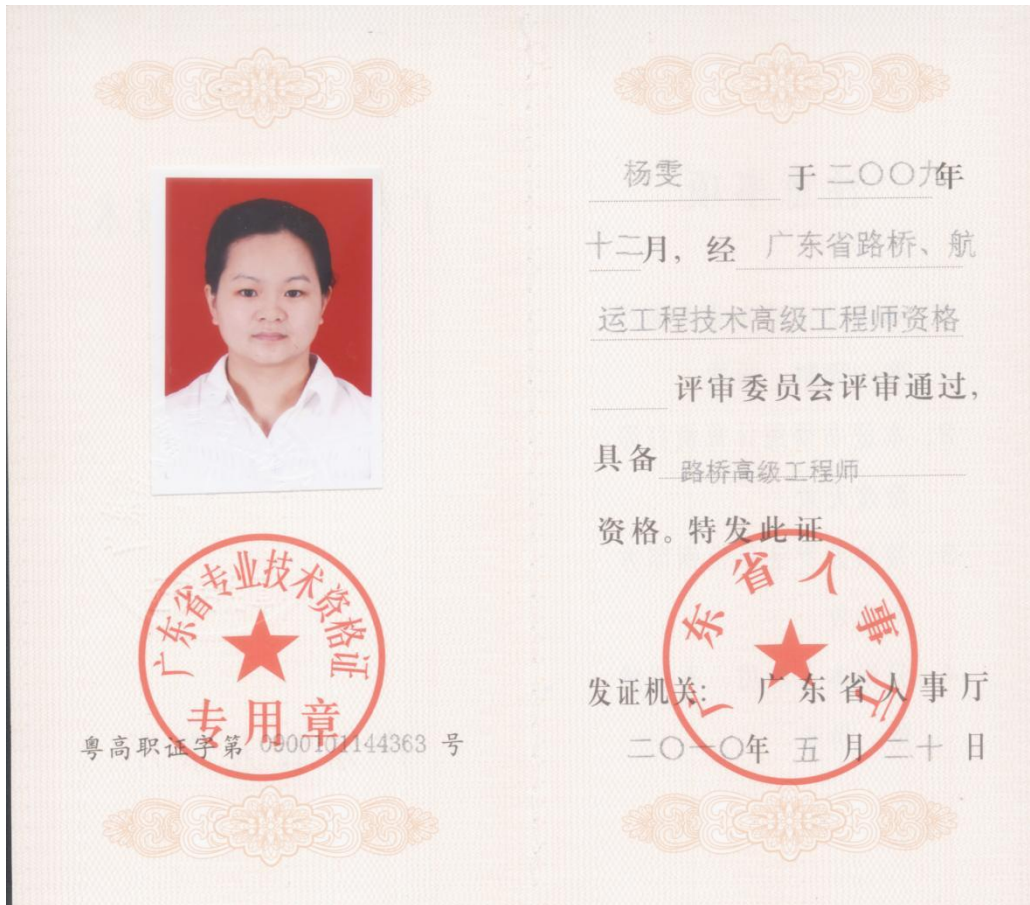 广东省专业技术资格证
专用章
粤高职证字第 0900101144363 号
杨雯 于二〇〇九年
十二月，经 广东省路桥、航
运工程技术高级工程师资格
评审委员会评审通过，
具备 路桥高级工程师
资格。特发此证
广东省人事厅
发证机关： 广东省人事厅
二〇一〇年 五 月 二十 日